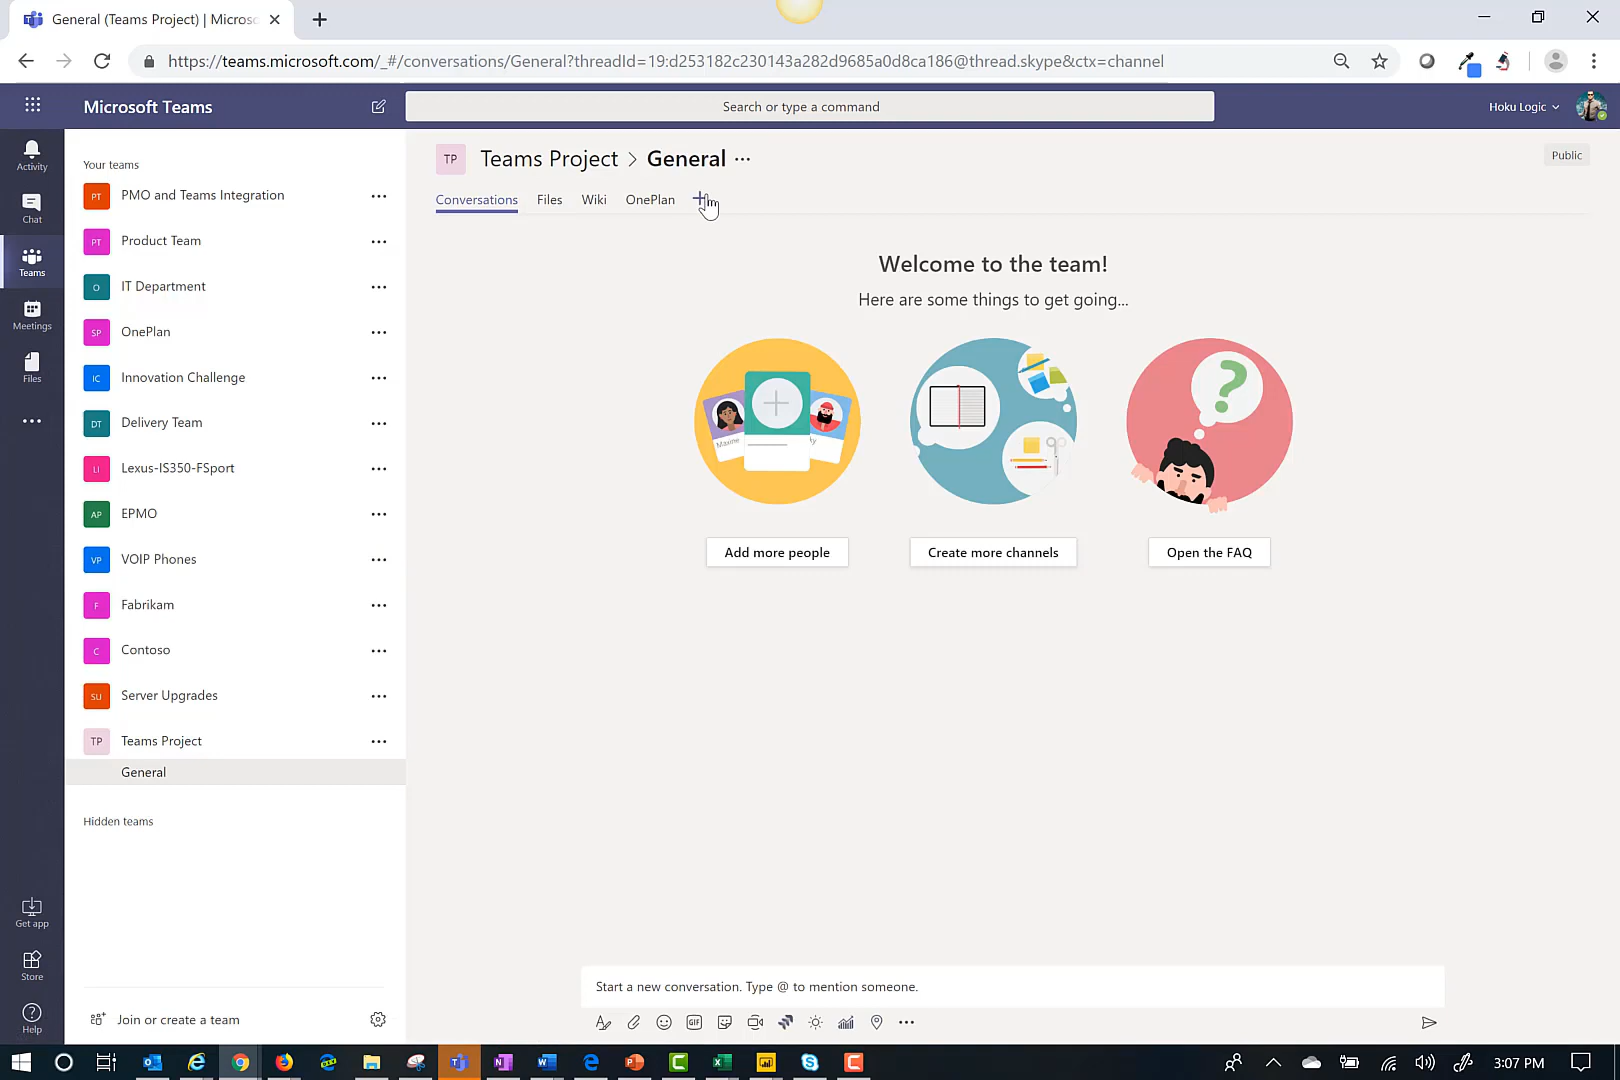 General (Teams Project) | Micros
https://teams.microsoft.com/_#/conversations/General?threadId=19:d253182c230143a282d9685a0d8ca186@thread.skype&ctx=channel
Microsoft Teams
Search or type a command
Hoku Logic
Activity
Chat
Teams
Meetings
Files
Get app
Store
Help
Your teams
PT PMO and Teams Integration
PT Product Team
O IT Department
SP OnePlan
IC Innovation Challenge
DT Delivery Team
LI Lexus-IS350-FSport
AP EPMO
VP VOIP Phones
F Fabrikam
C Contoso
SU Server Upgrades
TP Teams Project
General
Hidden teams
Join or create a team
TP Teams Project > General ...
Public
Conversations Files Wiki OnePlan +
Welcome to the team!
Here are some things to get going...
Maxine
ky
Add more people
Create more channels
Open the FAQ
Start a new conversation. Type @ to mention someone.
GIF
3:07 PM